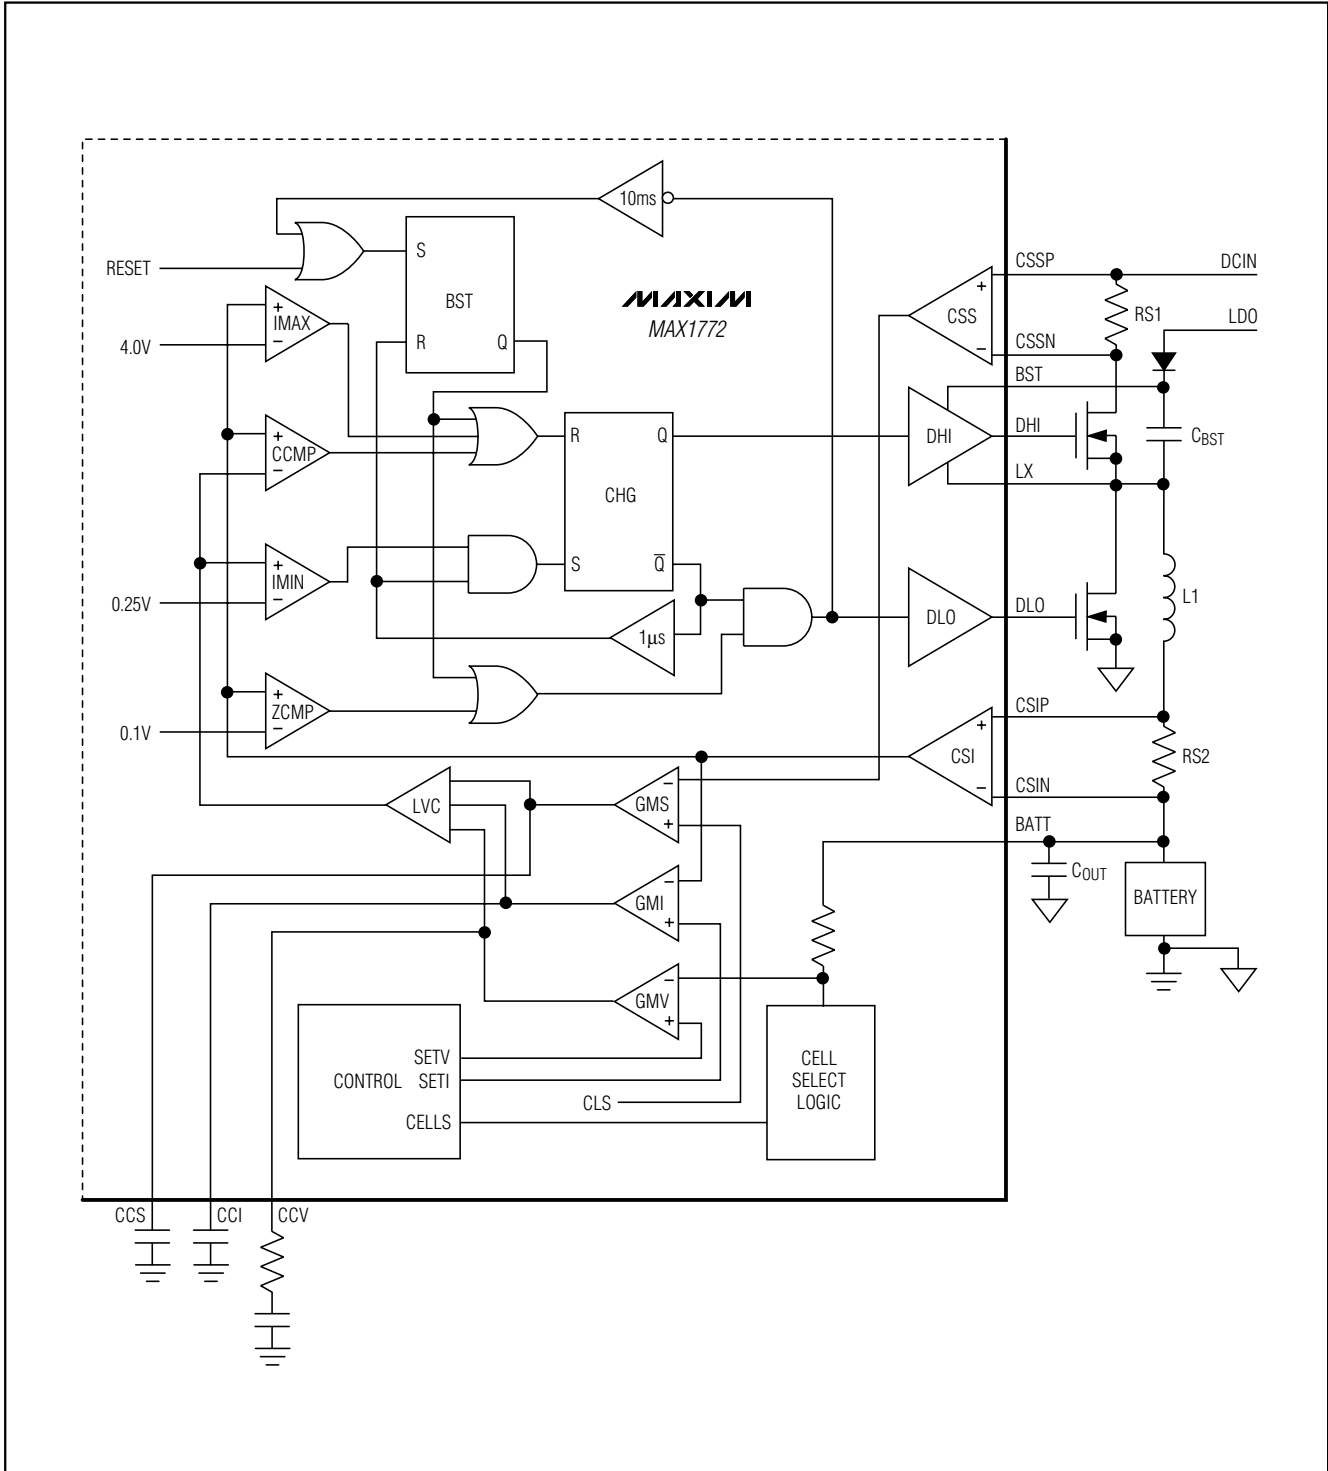 10ms
RESET
S
BST
R
Q
MAXIM
MAX1772
+
IMAX
−
4.0V
+
CCMP
−
R
Q
CHG
S
Q̅
+
IMIN
−
0.25V
1µs
+
ZCMP
−
0.1V
CSSP
DCIN
+
CSS
−
RS1
LDO
CSSN
BST
DHI
DHI
CBST
LX
DLO
DLO
L1
CSIP
+
CSI
−
RS2
CSIN
BATT
COUT
BATTERY
LVC
−
GMS
+
−
GMI
+
−
GMV
+
SETV
CONTROL SETI
CELLS
CLS
CELL
SELECT
LOGIC
CCS
CCI
CCV